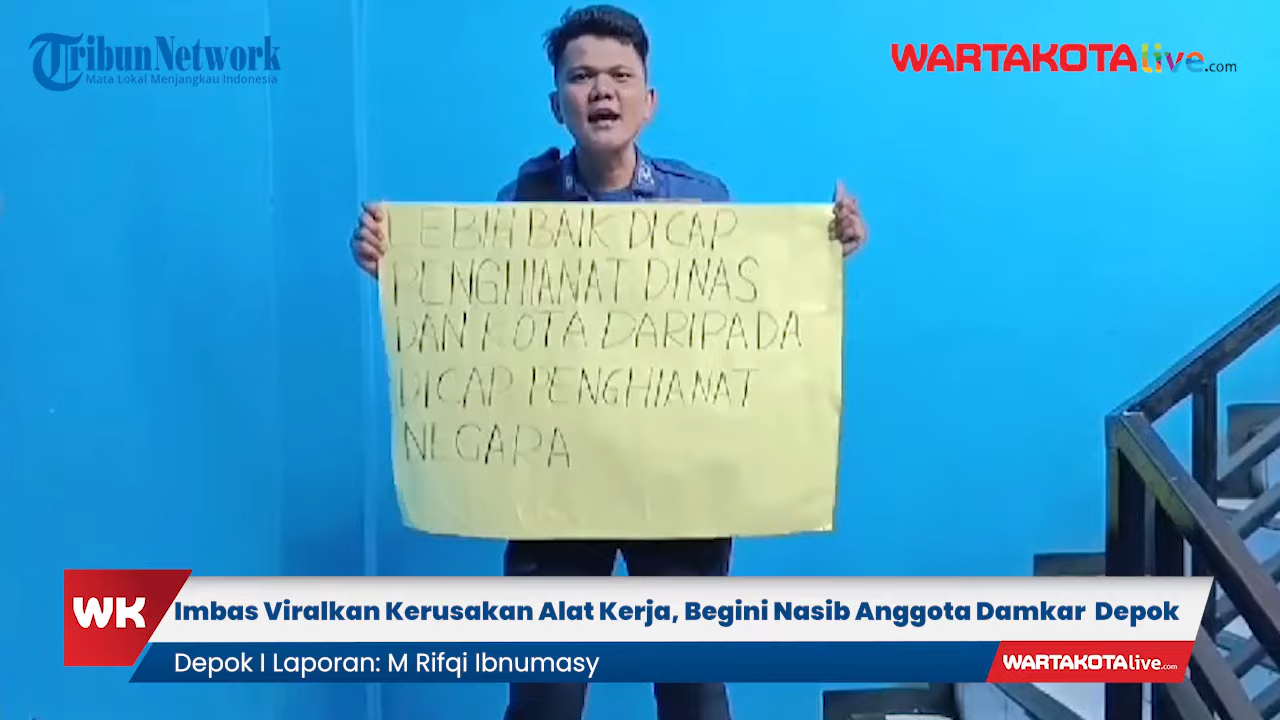 TribunNetwork
Mata Lokal Menjangkau Indonesia
WARTAKOTAlive.com
LEBIH BAIK DICAP
PENGHIANAT DINAS
DAN KOTA DARIPADA
DICAP PENGHIANAT
NEGARA
WK
Imbas Viralkan Kerusakan Alat Kerja, Begini Nasib Anggota Damkar Depok
Depok I Laporan: M Rifqi Ibnumasy
WARTAKOTAlive.com